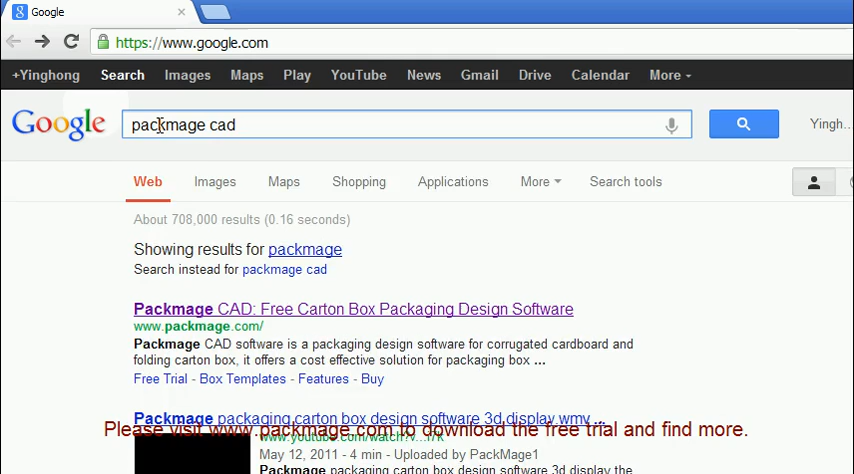 Google
https://www.google.com
+Yinghong Search Images Maps Play YouTube News Gmail Drive Calendar More
Google packmage cad Yingh...
Web Images Maps Shopping Applications More Search tools
About 708,000 results (0.16 seconds)
Showing results for packmage
Search instead for packmage cad
Packmage CAD: Free Carton Box Packaging Design Software
www.packmage.com/
Packmage CAD software is a packaging design software for corrugated cardboard and
folding carton box, it offers a cost effective solution for packaging box ...
Free Trial - Box Templates - Features - Buy
Packmage packaging carton box design software 3d display.wmv ...
Please visit www.packmage.com to download the free trial and find more.
May 12, 2011 - 4 min - Uploaded by PackMage1
Packmage packaging carton box design software 3d display the